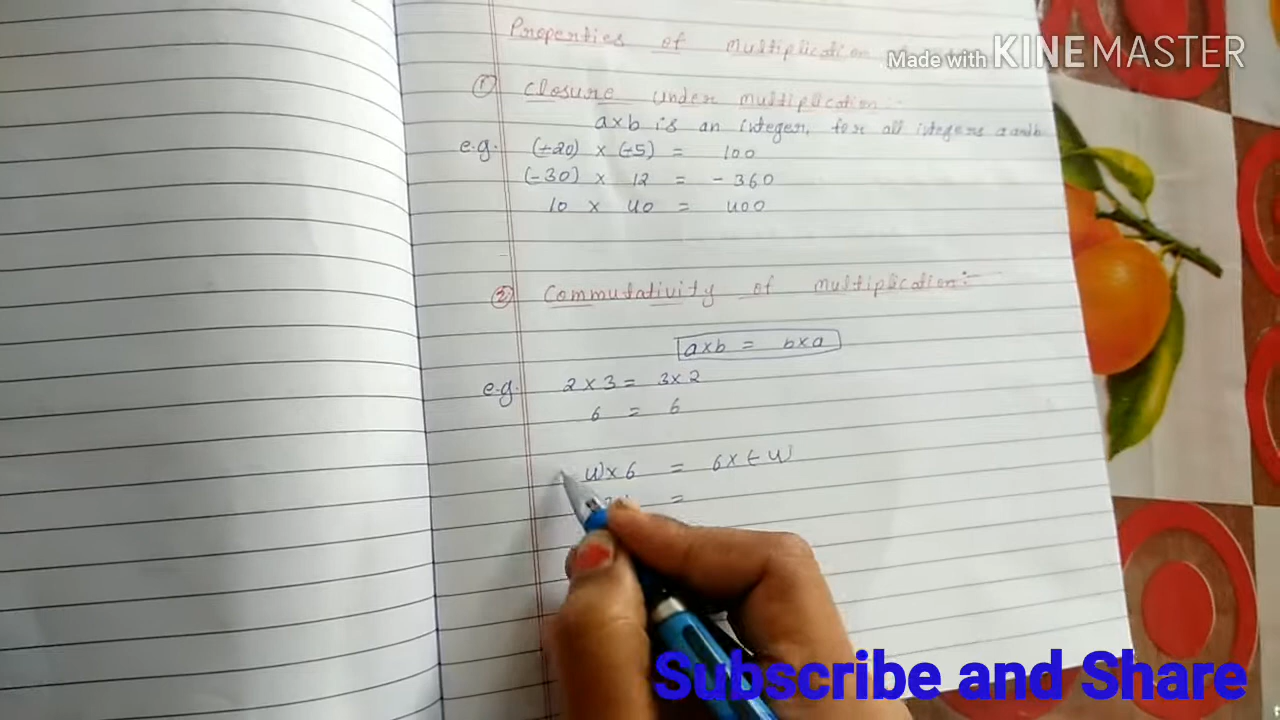 Properties of multiplication
Made with KINEMASTER
① Closure under multiplication :-
a×b is an integer, for all integers a and b
e.g. (-20) × (-5) = 100
(-30) × 12 = -360
10 × 40 = 400
② Commutativity of multiplication :-
a×b = b×a
e.g. 2×3 = 3×2
6 = 6
4)×6 = 6×(-4)
=
Subscribe and Share